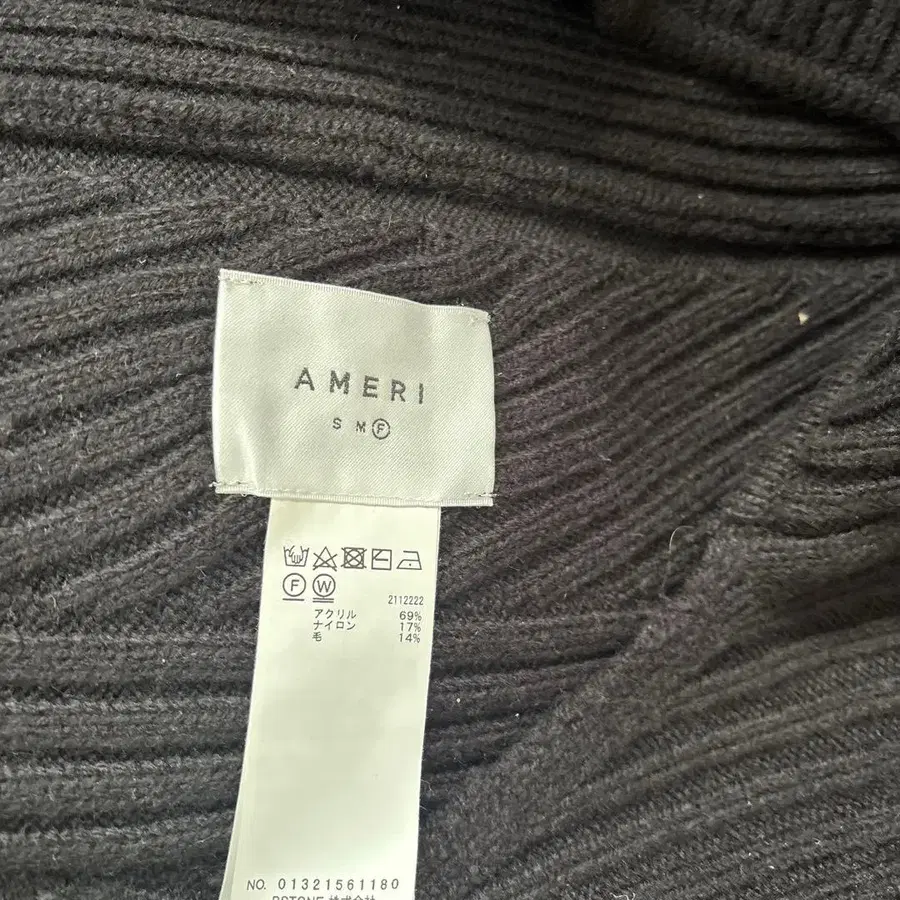 AMERI
S M Ⓕ
Ⓕ Ⓦ
2112222
アクリル 69%
ナイロン 17%
毛 14%
NO. 01321561180